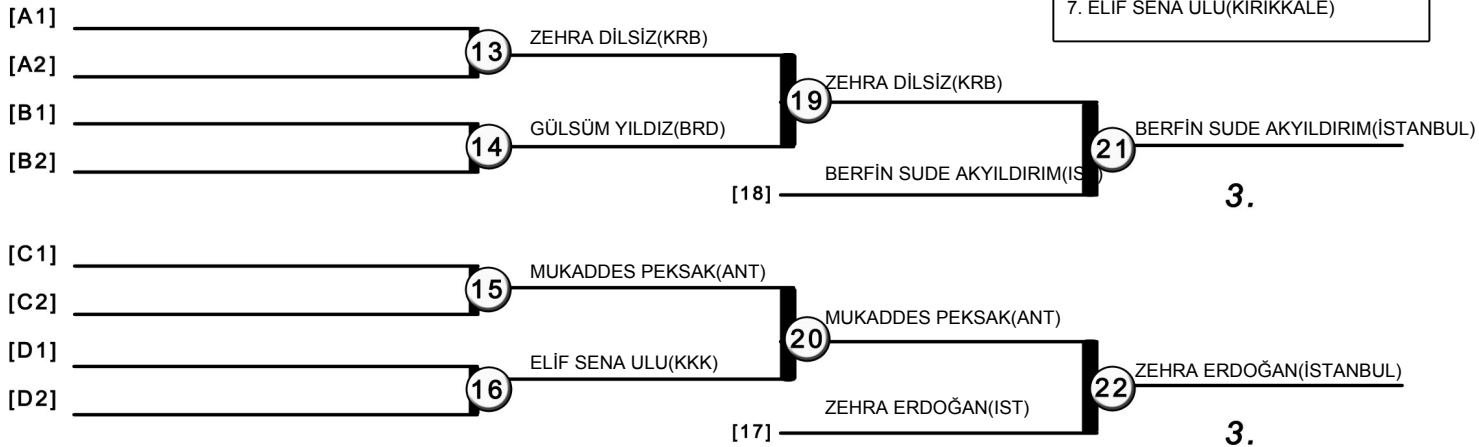 7. ELİF SENA ULU(KIRIKKALE)
[A1]
13
ZEHRA DİLSİZ(KRB)
[A2]
19
ZEHRA DİLSİZ(KRB)
[B1]
14
GÜLSÜM YILDIZ(BRD)
[B2]
21
BERFİN SUDE AKYILDIRIM(İSTANBUL)
BERFİN SUDE AKYILDIRIM(IS
[18]
3.
[C1]
15
MUKADDES PEKSAK(ANT)
[C2]
20
MUKADDES PEKSAK(ANT)
[D1]
16
ELİF SENA ULU(KKK)
[D2]
22
ZEHRA ERDOĞAN(İSTANBUL)
ZEHRA ERDOĞAN(IST)
[17]
3.